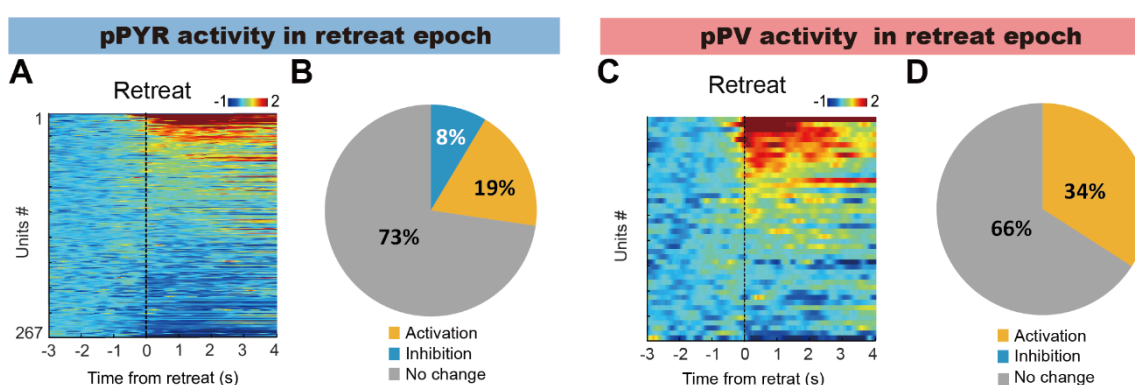 pPYR activity in retreat epoch
A
Retreat
-1 2
1
Units #
267
-3 -2 -1 0 1 2 3 4
Time from retreat (s)
B
8%
19%
73%
Activation
Inhibition
No change
pPV activity in retreat epoch
C
Retreat
-1 2
Units #
-3 -2 -1 0 1 2 3 4
Time from retrat (s)
D
34%
66%
Activation
Inhibition
No change